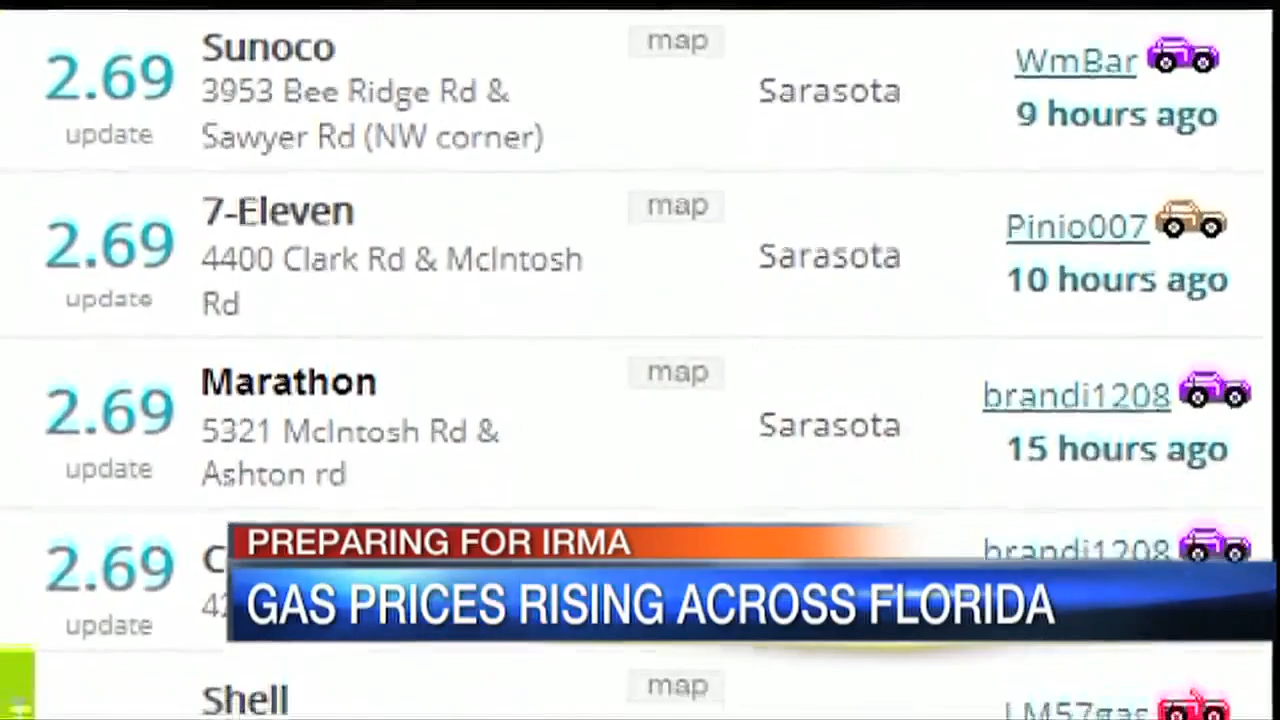 Sunoco
map
2.69
3953 Bee Ridge Rd &
Sarasota
WmBar
9 hours ago
update
Sawyer Rd (NW corner)
7-Eleven
map
2.69
4400 Clark Rd & McIntosh
Sarasota
Pinio007
10 hours ago
update
Rd
Marathon
map
2.69
5321 McIntosh Rd &
Sarasota
brandi1208
15 hours ago
update
Ashton rd
2.69
C
brandi1208
42
update
PREPARING FOR IRMA
GAS PRICES RISING ACROSS FLORIDA
Shell
map
LM57gas